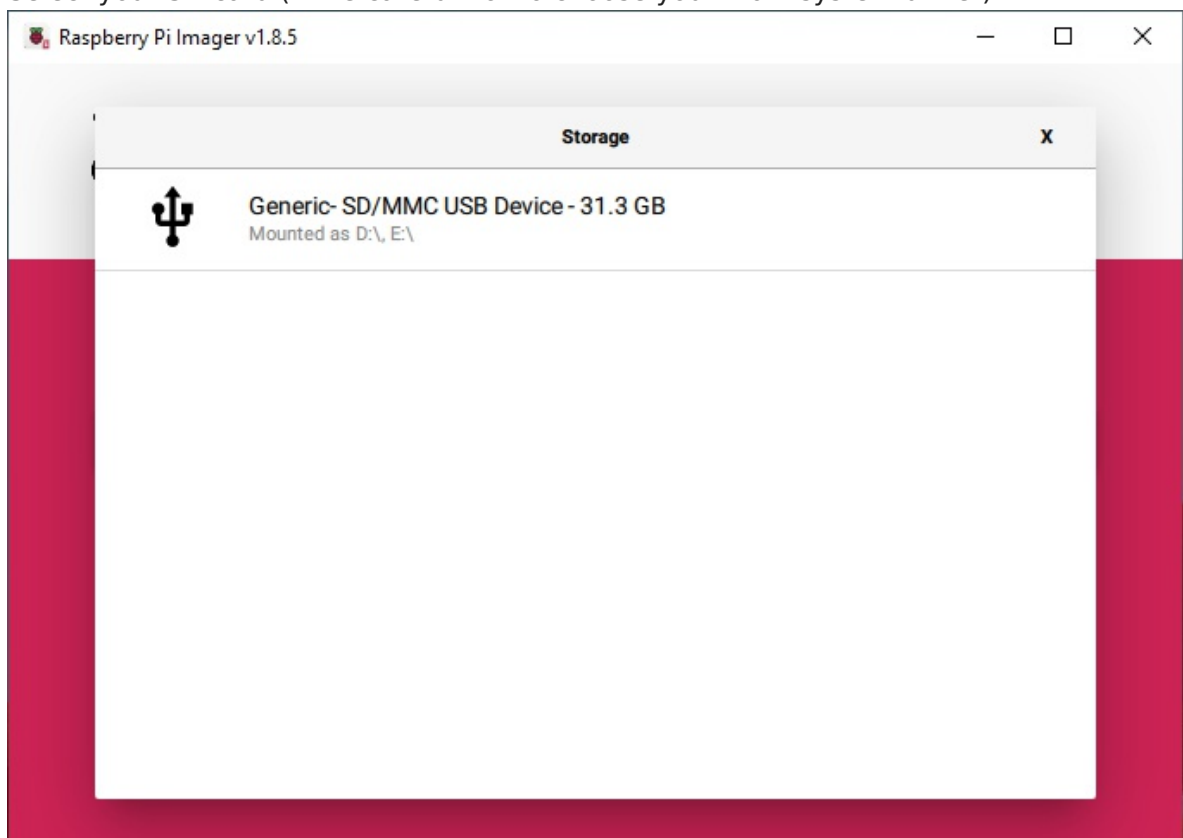 Raspberry Pi Imager v1.8.5
Storage
X
Generic- SD/MMC USB Device - 31.3 GB
Mounted as D:\, E:\